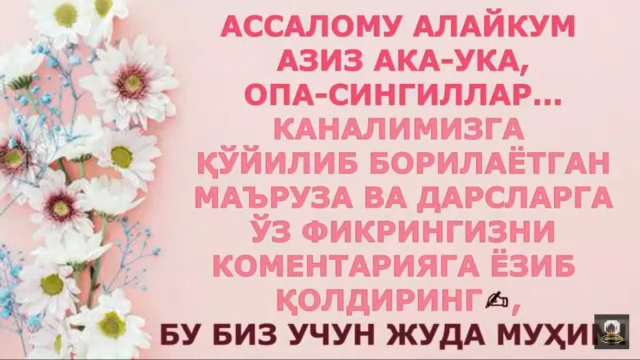 АССАЛОМУ АЛАЙКУМ
АЗИЗ АКА-УКА,
ОПА-СИНГИЛЛАР...
КАНАЛИМИЗГА
ҚЎЙИЛИБ БОРИЛАЁТГАН
МАЪРУЗА ВА ДАРСЛАРГА
ЎЗ ФИКРИНГИЗНИ
КОМЕНТАРИЯГА ЁЗИБ
ҚОЛДИРИНГ✍,
БУ БИЗ УЧУН ЖУДА